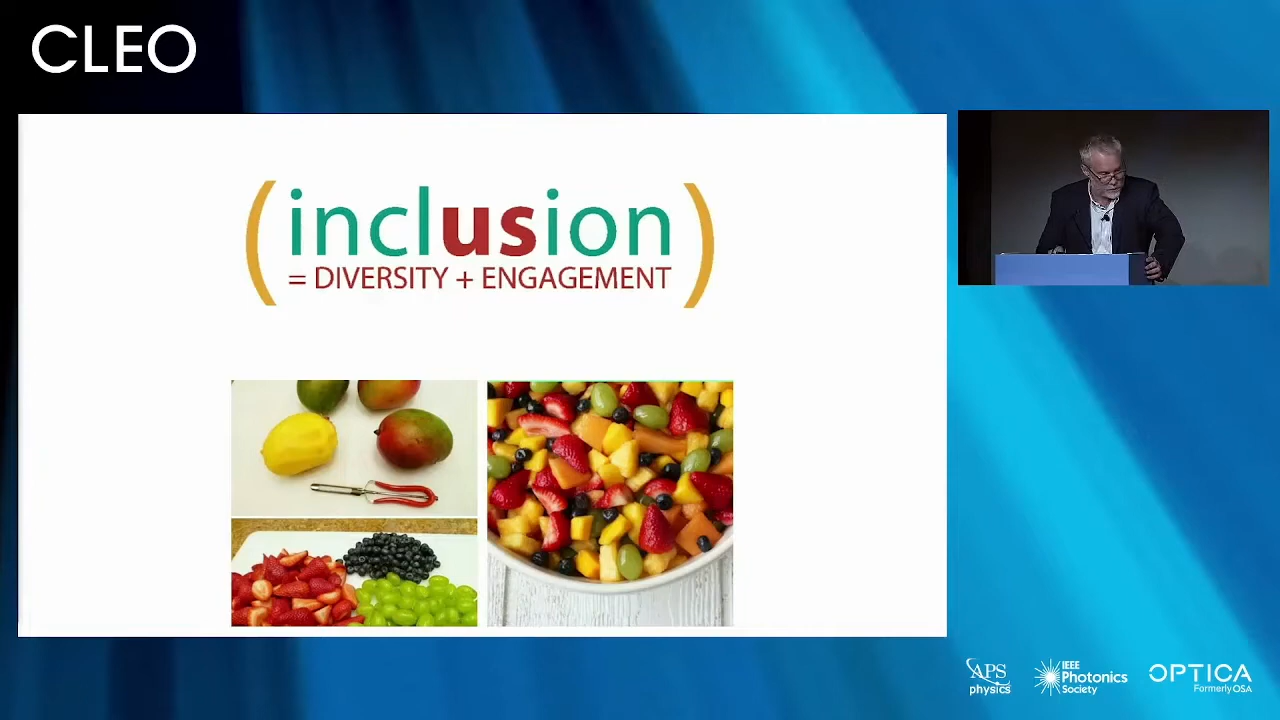 CLEO
(inclusion)
= DIVERSITY + ENGAGEMENT
APS
physics
IEEE
Photonics
Society
OPTICA
Formerly OSA